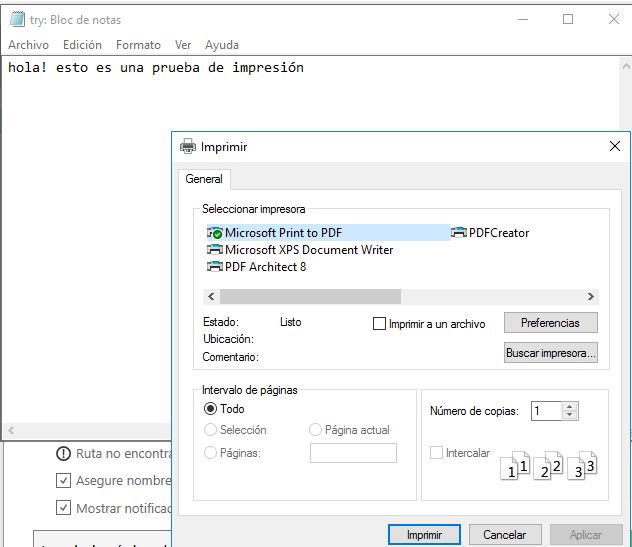 try: Bloc de notas
Archivo Edición Formato Ver Ayuda
hola! esto es una prueba de impresión
Imprimir
General
Seleccionar impresora
Microsoft Print to PDF PDFCreator
Microsoft XPS Document Writer
PDF Architect 8
Estado: Listo Imprimir a un archivo Preferencias
Ubicación:
Comentario: Buscar impresora...
Intervalo de páginas
Todo Número de copias: 1
Selección Página actual
Páginas: Intercalar
1 1 2 2 3 3
Ruta no encontra
Asegure nombre
Mostrar notificac
Imprimir Cancelar Aplicar